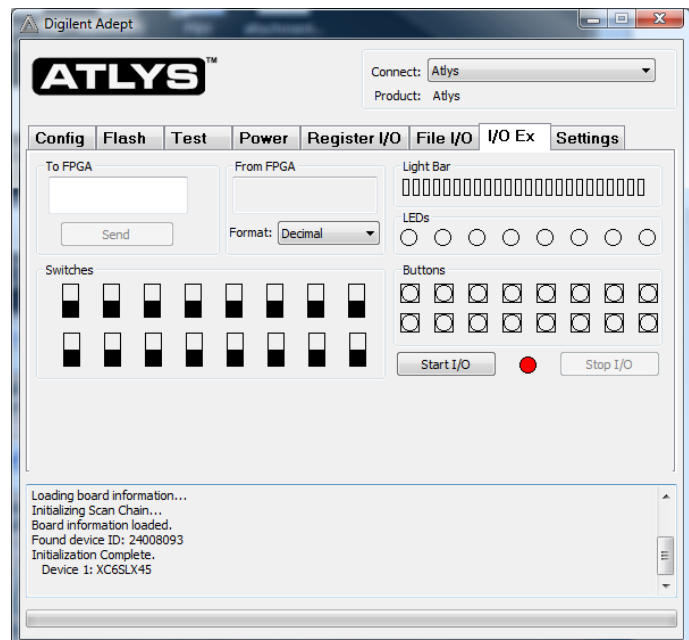 Digilent Adept
ATLYS™
Connect: Atlys
Product: Atlys
Config Flash Test Power Register I/O File I/O I/O Ex Settings
To FPGA
From FPGA
Light Bar
Send
Format: Decimal
LEDs
Switches
Buttons
Start I/O
Stop I/O
Loading board information...
Initializing Scan Chain...
Board information loaded.
Found device ID: 24008093
Initialization Complete.
Device 1: XC6SLX45